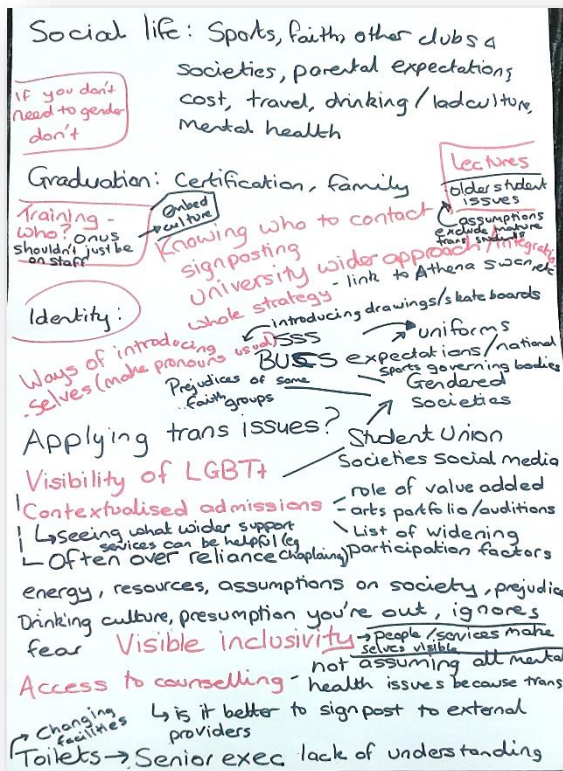 Social life: Sports, faith, other clubs &
societies, parental expectations,
cost, travel, drinking / lad culture,
mental health
If you don't
need to gender
don't
Graduation: Certification, family
Lectures
older student
issues
assumptions
exclude mature
trans students
Training -
who? onus
shouldn't just be
on staff
embed
culture
Knowing who to contact
signposting
university wider approach / integration
whole strategy - link to Athena Swan, etc
Identity:
introducing drawings/skate boards
Ways of introducing
selves (make pronouns usual)
SSS
BUCS expectations/national
sports governing bodies
uniforms
Prejudices of some
faith groups
Gendered
Societies
Applying trans issues?
Student Union
Societies social media
Visibility of LGBT+
Contextualised admissions
- role of value added
- arts portfolio/auditions
List of widening
participation factors
Seeing what wider support
sevices can be helpful (eg
Chaplaing)
Often over reliance
energy, resources, assumptions on society, prejudice
Drinking culture, presumption you're out, ignores
fear
Visible inclusivity → people/services make
selves visible
Access to counselling - not assuming all mental
health issues because trans
↳ is it better to signpost to external
providers
Changing
facilities
Toilets → Senior exec lack of understanding